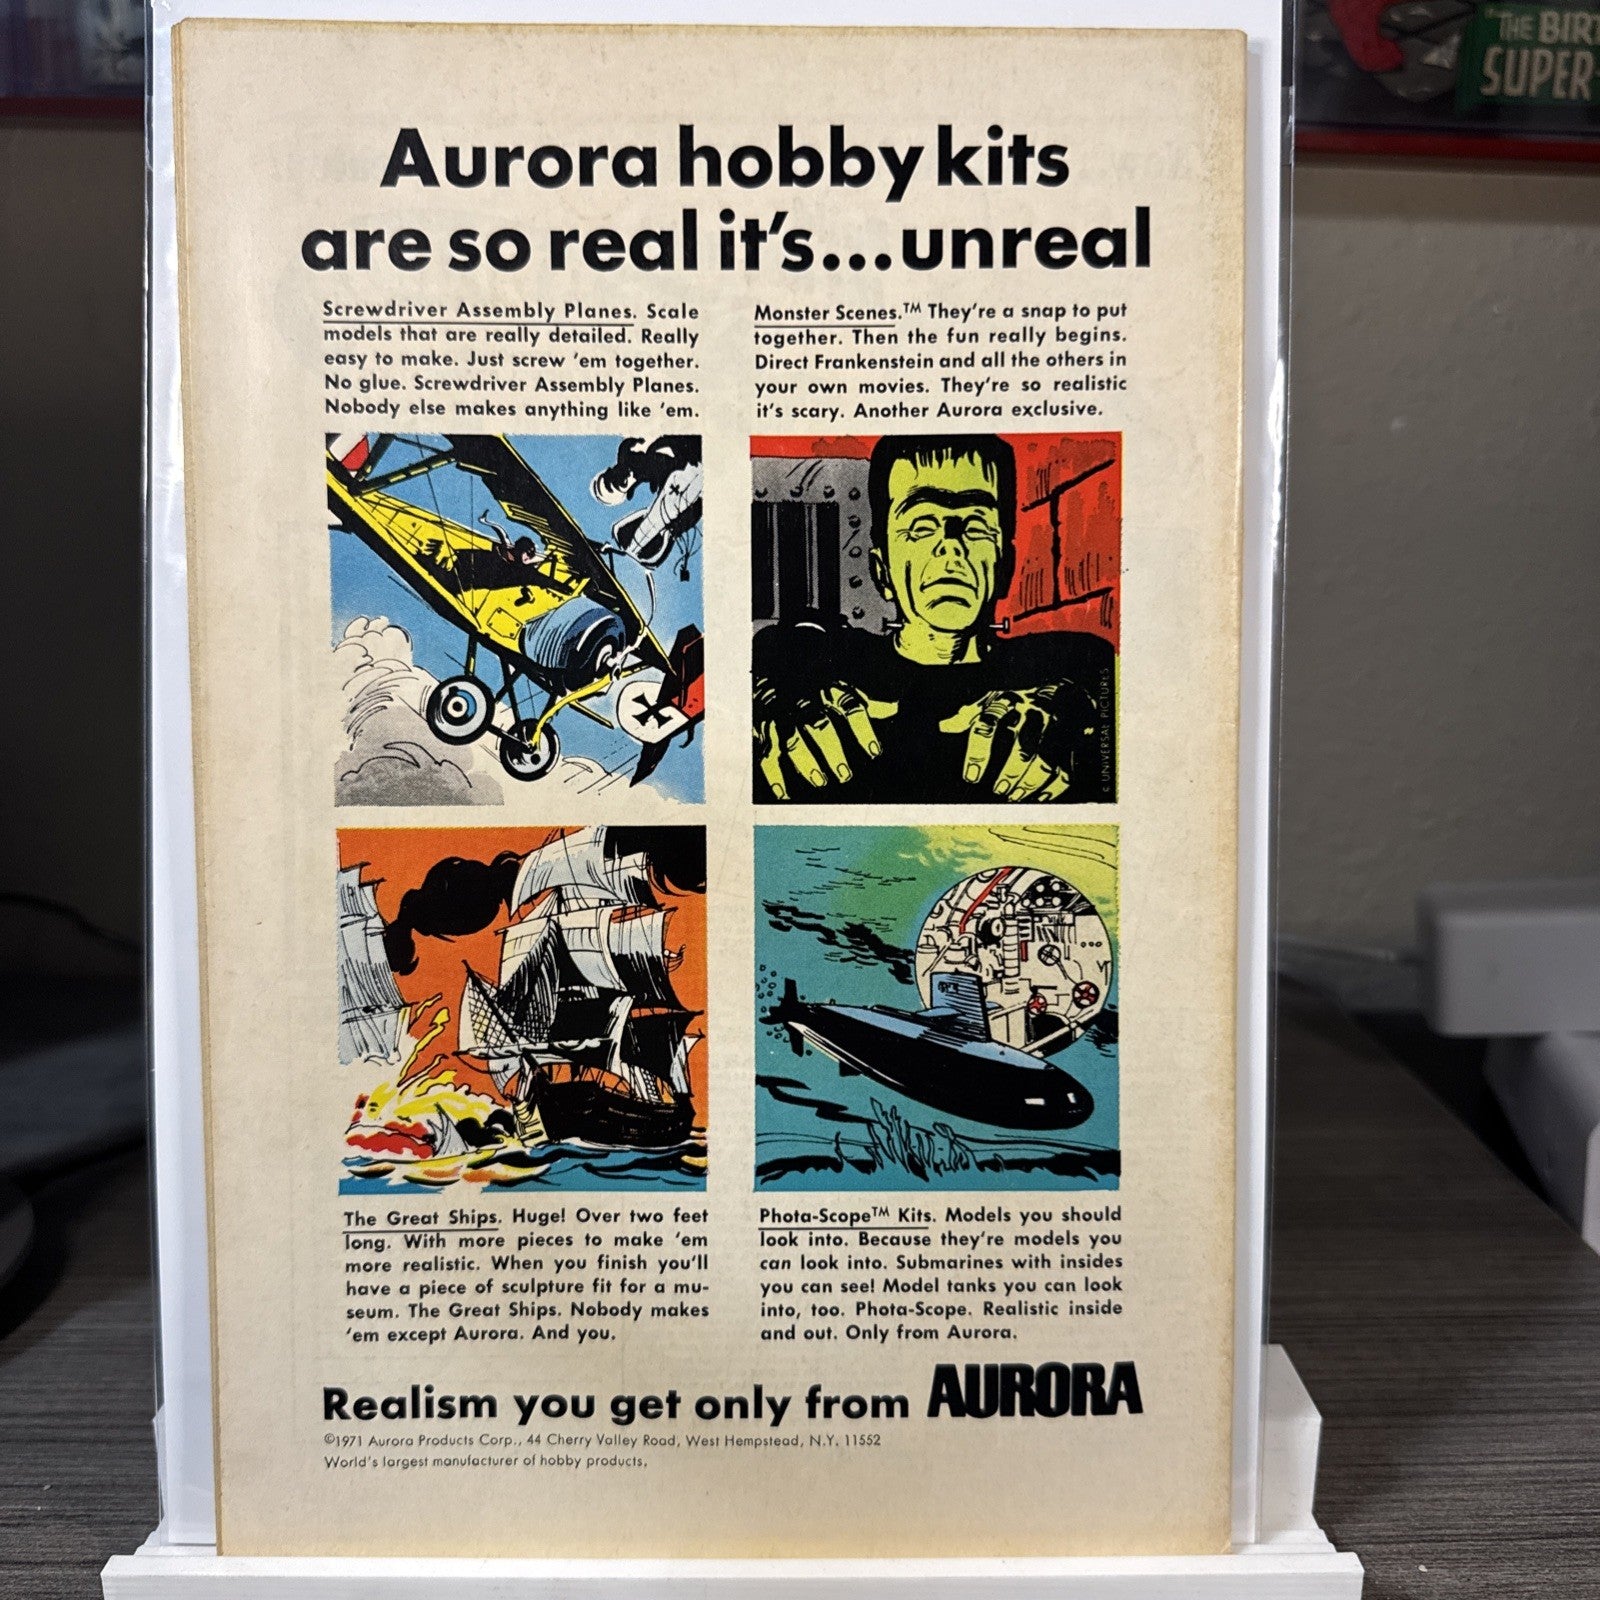 "THE BIRT
SUPER-
Aurora hobby kits
are so real it's...unreal
Screwdriver Assembly Planes. Scale
models that are really detailed. Really
easy to make. Just screw 'em together.
No glue. Screwdriver Assembly Planes.
Nobody else makes anything like 'em.
Monster Scenes.™ They're a snap to put
together. Then the fun really begins.
Direct Frankenstein and all the others in
your own movies. They're so realistic
it's scary. Another Aurora exclusive.
© UNIVERSAL PICTURES
The Great Ships. Huge! Over two feet
long. With more pieces to make 'em
more realistic. When you finish you'll
have a piece of sculpture fit for a mu-
seum. The Great Ships. Nobody makes
'em except Aurora. And you.
Phota-Scope™ Kits. Models you should
look into. Because they're models you
can look into. Submarines with insides
you can see! Model tanks you can look
into, too. Phota-Scope. Realistic inside
and out. Only from Aurora.
Realism you get only from AURORA
©1971 Aurora Products Corp., 44 Cherry Valley Road, West Hempstead, N.Y. 11552
World's largest manufacturer of hobby products.